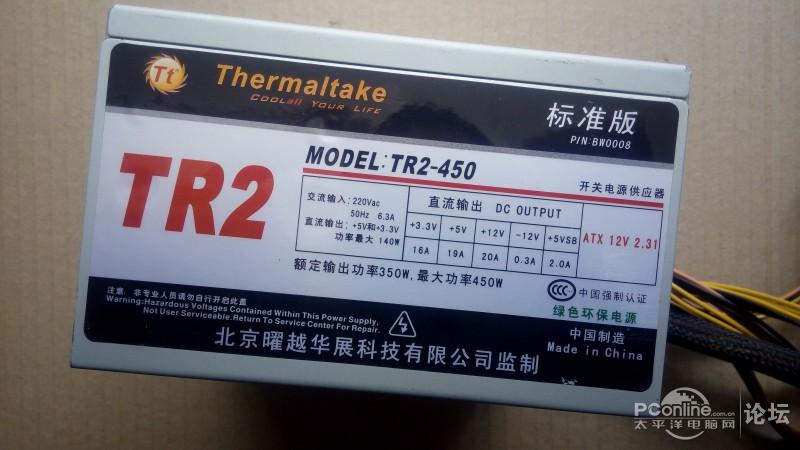 Tt
Thermaltake
COOLall YOUR LIFE
标准版
P/N:BW0008
TR2
MODEL:TR2-450
开关电源供应器
交流输入:220Vac
50Hz 6.3A
直流输出:+5V和+3.3V
功率最大 140W
直流输出 DC OUTPUT
+3.3V +5V +12V -12V +5VSB
16A 19A 20A 0.3A 2.0A
ATX 12V 2.31
额定输出功率350W,最大功率450W
CCC 中国强制认证
绿色环保电源
中国制造
Made in China
注意:非专业人员请勿自行开启此盖
Warning:Hazardous Voltages Contained Within This Power Supply,
Not User Serviceable.Return To Service Center For Repair.
北京曜越华展科技有限公司监制
PConline.com.cn
太平洋电脑网
论坛